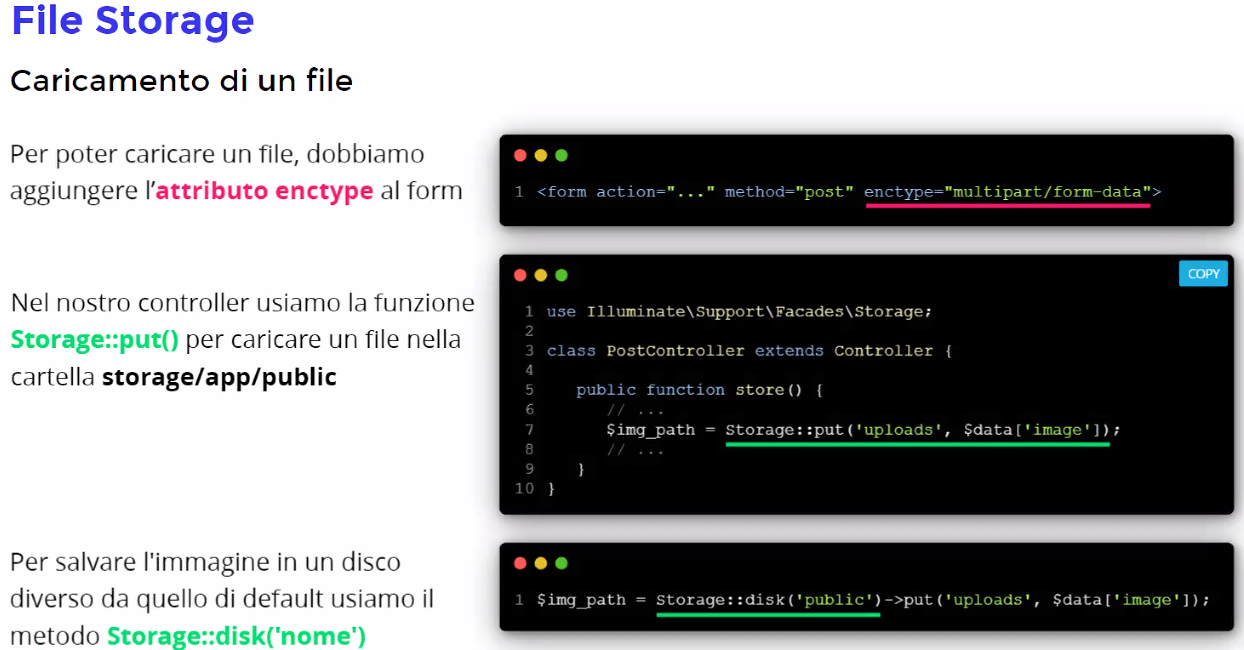 File Storage
Caricamento di un file
Per poter caricare un file, dobbiamo
aggiungere l'attributo enctype al form
1 <form action="..." method="post" enctype="multipart/form-data">
Nel nostro controller usiamo la funzione
Storage::put() per caricare un file nella
cartella storage/app/public
COPY
1 use Illuminate\Support\Facades\Storage;
2
3 class PostController extends Controller {
4
5 public function store() {
6 // ...
7 $img_path = Storage::put('uploads', $data['image']);
8 // ...
9 }
10 }
Per salvare l'immagine in un disco
diverso da quello di default usiamo il
metodo Storage::disk('nome')
1 $img_path = Storage::disk('public')->put('uploads', $data['image']);